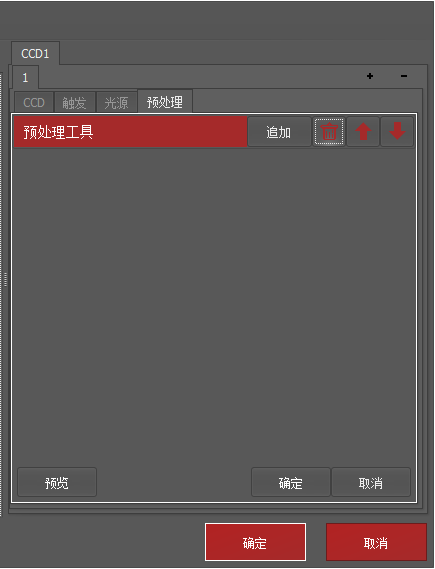 CCD1
1 + -
CCD 触发 光源 预处理
预处理工具 追加
预览 确定 取消
确定 取消